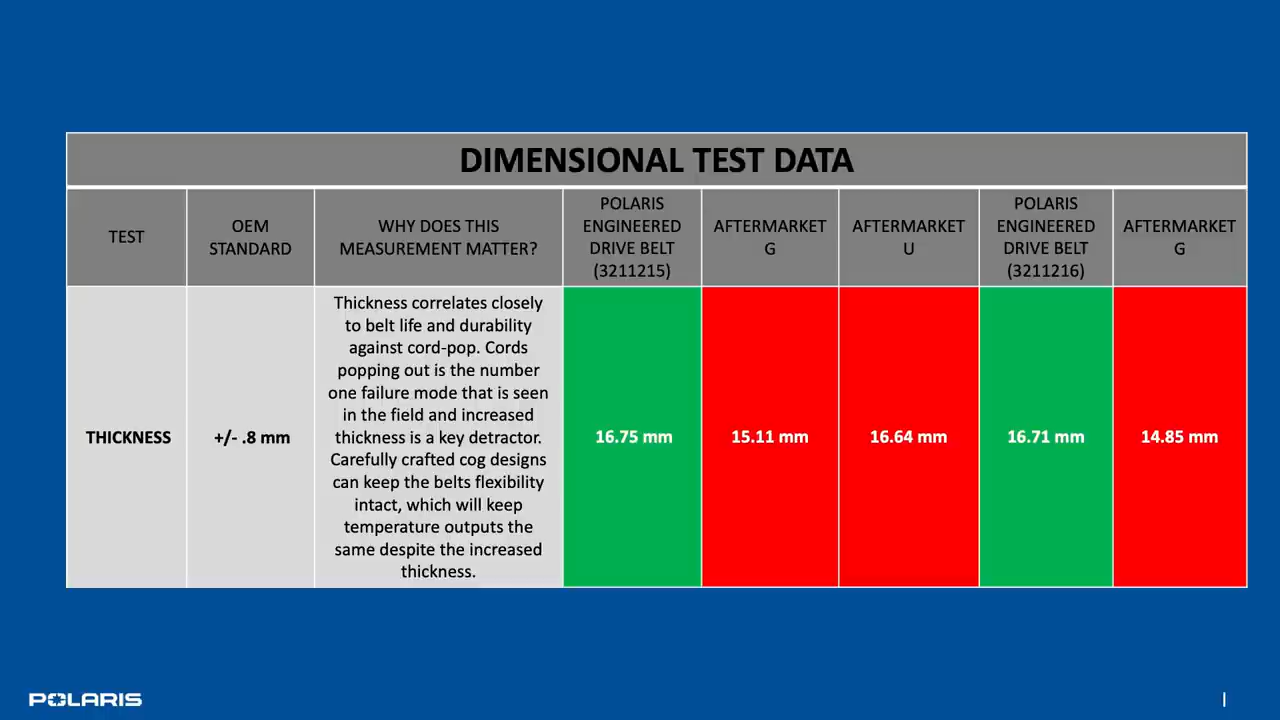 DIMENSIONAL TEST DATA
TEST
OEM
STANDARD
WHY DOES THIS
MEASUREMENT MATTER?
POLARIS
ENGINEERED
DRIVE BELT
(3211215)
AFTERMARKET
G
AFTERMARKET
U
POLARIS
ENGINEERED
DRIVE BELT
(3211216)
AFTERMARKET
G
THICKNESS
+/- .8 mm
Thickness correlates closely
to belt life and durability
against cord-pop. Cords
popping out is the number
one failure mode that is seen
in the field and increased
thickness is a key detractor.
Carefully crafted cog designs
can keep the belts flexibility
intact, which will keep
temperature outputs the
same despite the increased
thickness.
16.75 mm
15.11 mm
16.64 mm
16.71 mm
14.85 mm
POLARIS
|